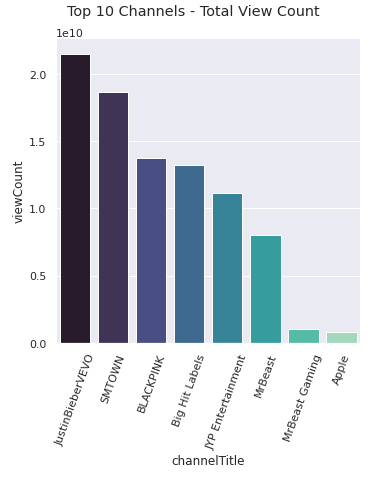 Top 10 Channels - Total View Count
1e10
2.0
1.5
1.0
0.5
0.0
viewCount
JustinBieberVEVO
SMTOWN
BLACKPINK
Big Hit Labels
JYP Entertainment
MrBeast
MrBeast Gaming
Apple
channelTitle